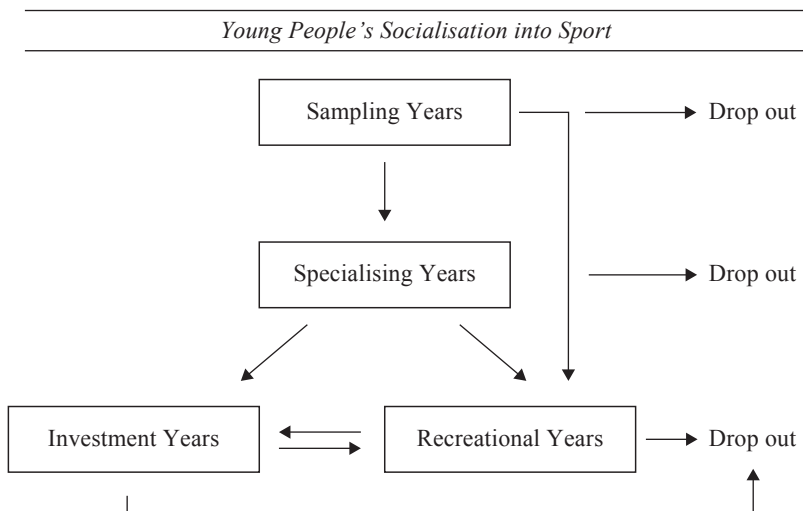 Young People's Socialisation into Sport
Sampling Years
Drop out
Specialising Years
Drop out
Investment Years
Recreational Years
Drop out